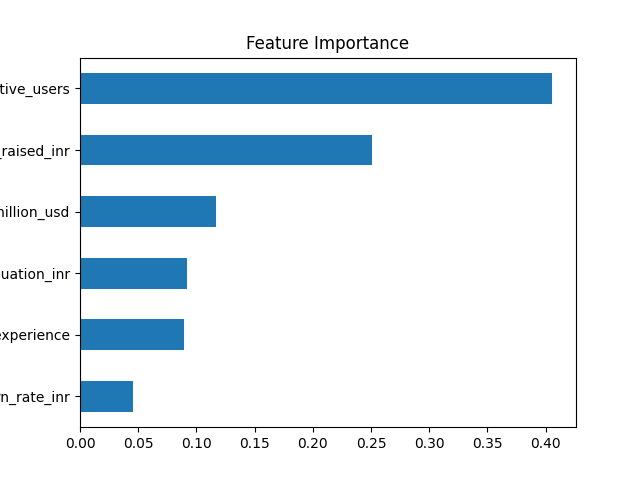 Feature Importance
tive_users
_raised_inr
nillion_usd
uation_inr
experience
n_rate_inr
0.00 0.05 0.10 0.15 0.20 0.25 0.30 0.35 0.40